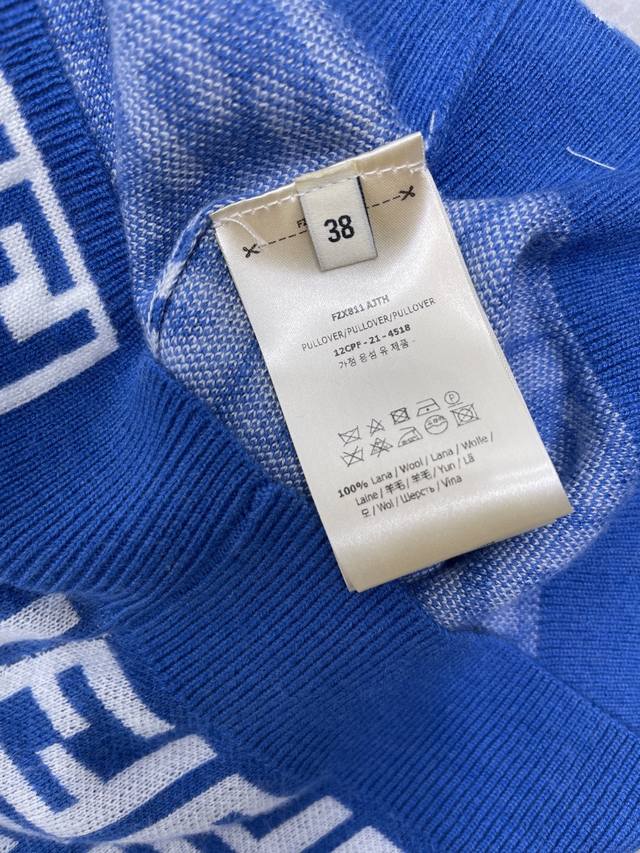 38
FZX811 AJTH
PULLOVER/PULLOVER/PULLOVER
12CPF-21-4518
가정 용섬 유 제품
100% Lana / Wool / Lana / Wolle /
Laine / 羊毛 / 羊毛 / Yun / Lã
모 / Wol / Шерсть / Vina